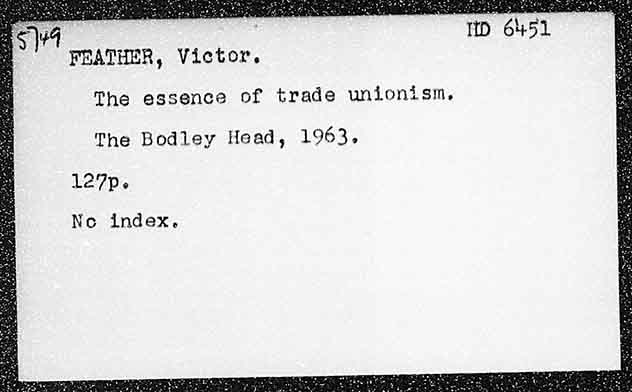 5749
HD 6451
FEATHER, Victor.
The essence of trade unionism.
The Bodley Head, 1963.
127p.
No index.